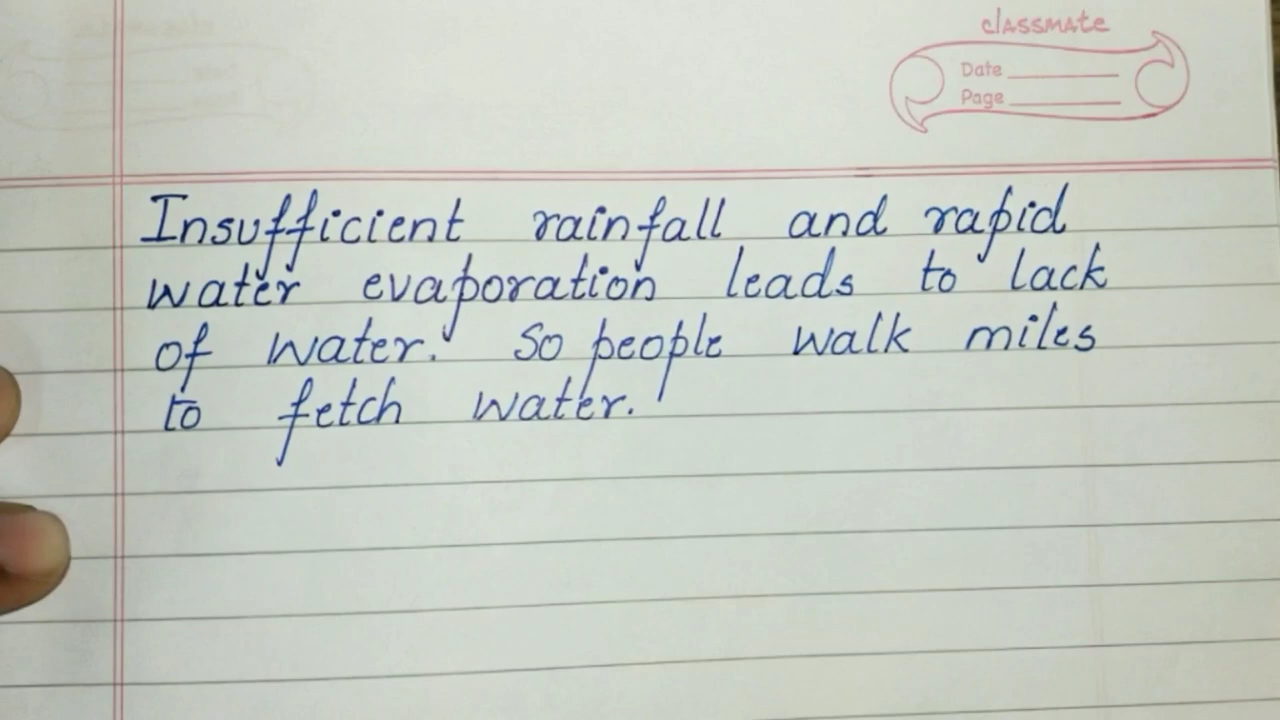 classmate
Date
Page
Insufficient rainfall and rapid
water evaporation leads to lack
of water. So people walk miles
to fetch water.